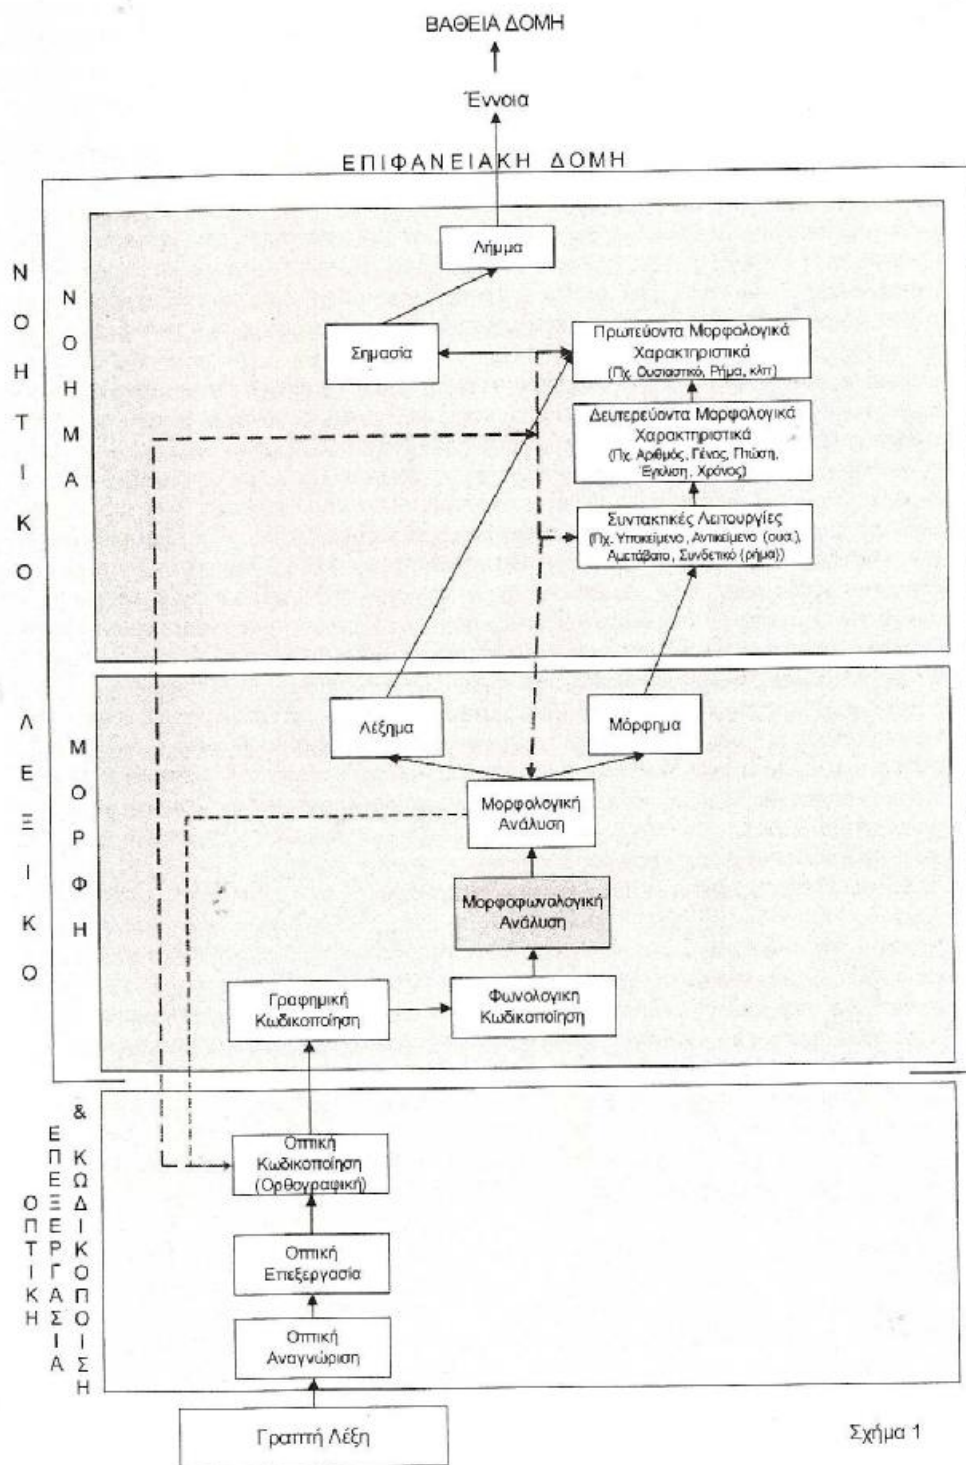 ΒΑΘΕΙΑ ΔΟΜΗ
Έννοια
ΕΠΙΦΑΝΕΙΑΚΗ ΔΟΜΗ
ΝΟΗΤΙΚΟ ΛΕΞΙΚΟ
ΝΟΗΜΑ
Λήμμα
Σημασία
Πρωτεύοντα Μορφολογικά
Χαρακτηριστικά
(Πχ. Ουσιαστικό, Ρήμα, κλπ)
Δευτερεύοντα Μορφολογικά
Χαρακτηριστικά
(Πχ. Αριθμός, Γένος, Πτώση,
Έγκλιση, Χρόνος)
Συντακτικές Λειτουργίες
(Πχ. Υποκείμενο, Αντικείμενο (ουσ.),
Αμετάβατο, Συνδετικό (ρήμα))
ΜΟΡΦΗ
Λέξημα
Μόρφημα
Μορφολογική
Ανάλυση
Μορφοφωνολογική
Ανάλυση
Γραφημική
Κωδικοποίηση
Φωνολογικη
Κωδικοποίηση
ΟΠΤΙΚΗ
ΕΠΕΞΕΡΓΑΣΙΑ
& ΚΩΔΙΚΟΠΟΙΣΗ
Οπτική
Κωδικοποίηση
(Ορθογραφική)
Οπτική
Επεξεργασία
Οπτική
Αναγνώριση
Γραπτή Λέξη
Σχήμα 1